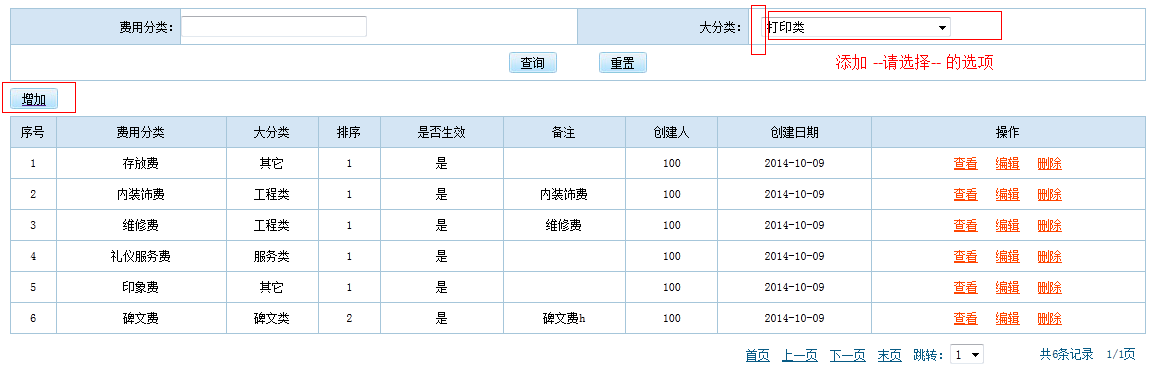 费用分类： 大分类： 打印类
查询 重置 添加 --请选择-- 的选项
增加
序号 费用分类 大分类 排序 是否生效 备注 创建人 创建日期 操作
1 存放费 其它 1 是 100 2014-10-09 查看 编辑 删除
2 内装饰费 工程类 1 是 内装饰费 100 2014-10-09 查看 编辑 删除
3 维修费 工程类 1 是 维修费 100 2014-10-09 查看 编辑 删除
4 礼仪服务费 服务类 1 是 100 2014-10-09 查看 编辑 删除
5 印象费 其它 1 是 100 2014-10-09 查看 编辑 删除
6 碑文费 碑文类 2 是 碑文费h 100 2014-10-09 查看 编辑 删除
首页 上一页 下一页 末页 跳转： 1 共6条记录 1/1页